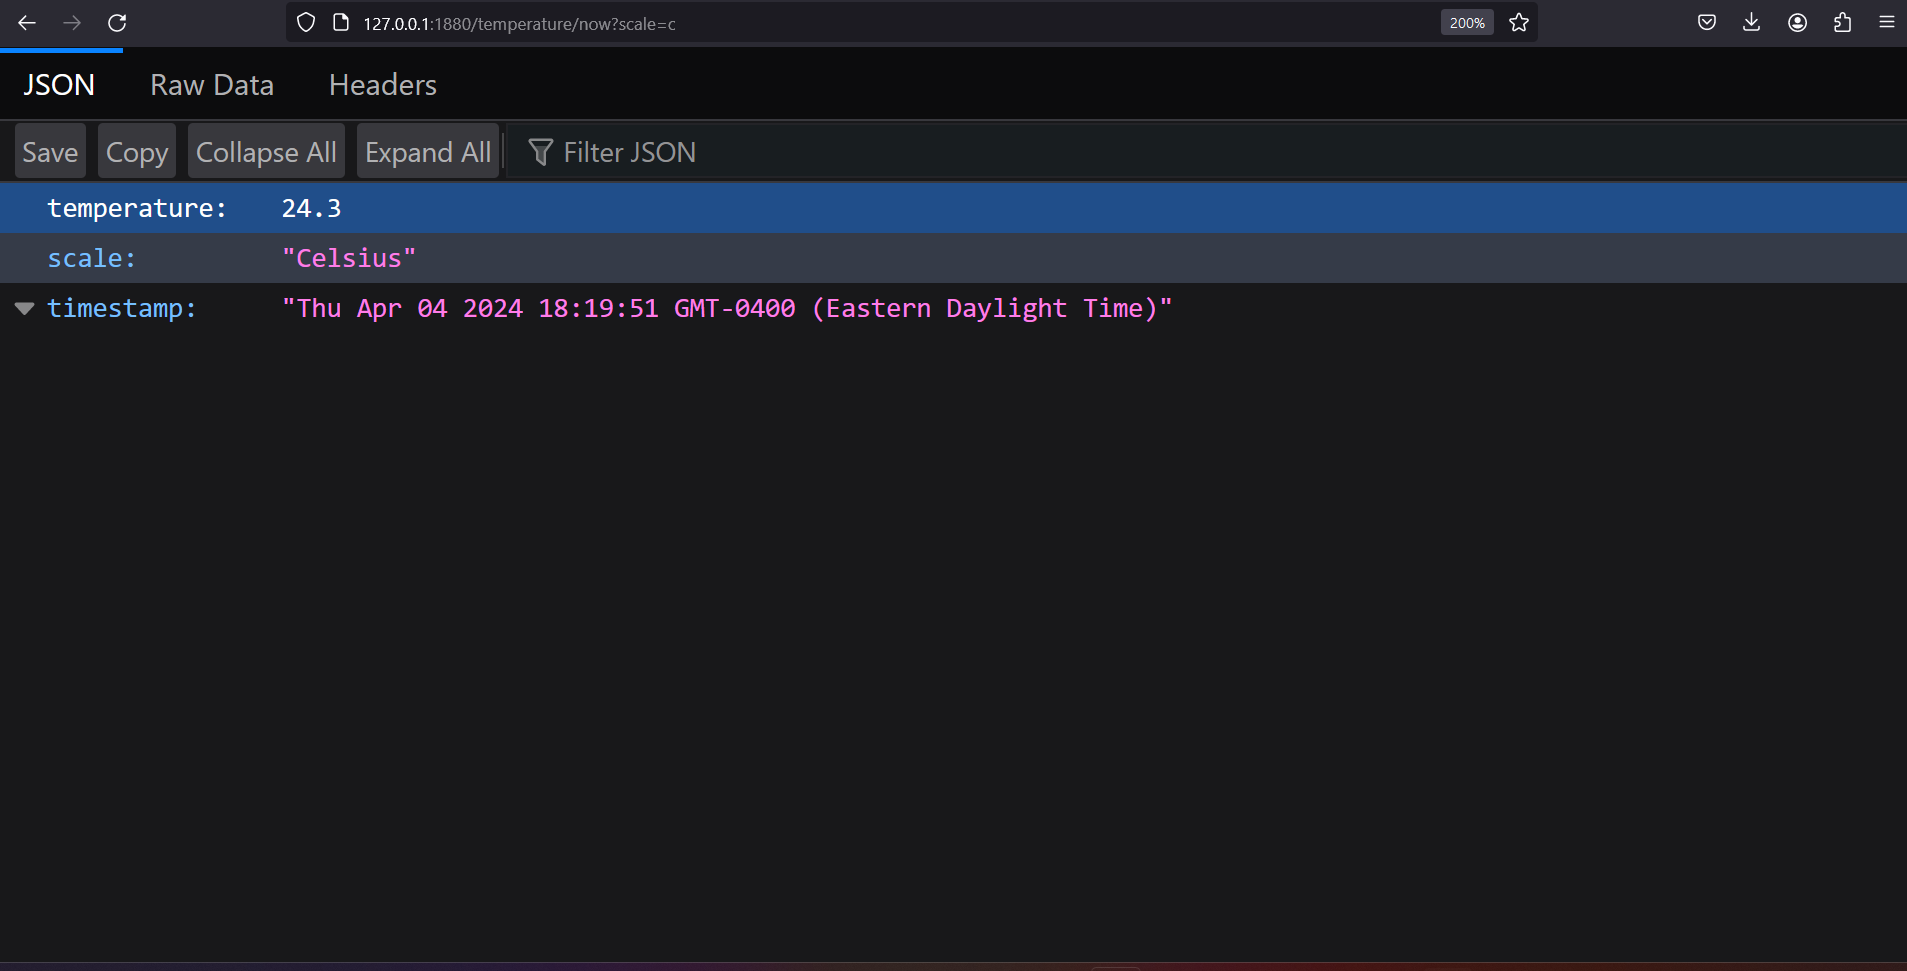 127.0.0.1:1880/temperature/now?scale=c 200%
JSON Raw Data Headers
Save Copy Collapse All Expand All Filter JSON
temperature: 24.3
scale: "Celsius"
timestamp: "Thu Apr 04 2024 18:19:51 GMT-0400 (Eastern Daylight Time)"